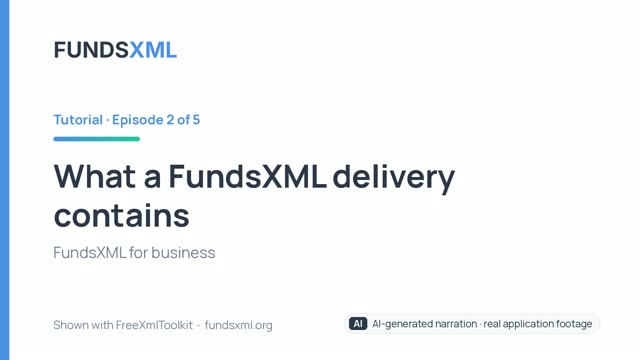 FUNDSXML
Tutorial · Episode 2 of 5
What a FundsXML delivery
contains
FundsXML for business
Shown with FreeXmlToolkit · fundsxml.org
AI AI-generated narration · real application footage